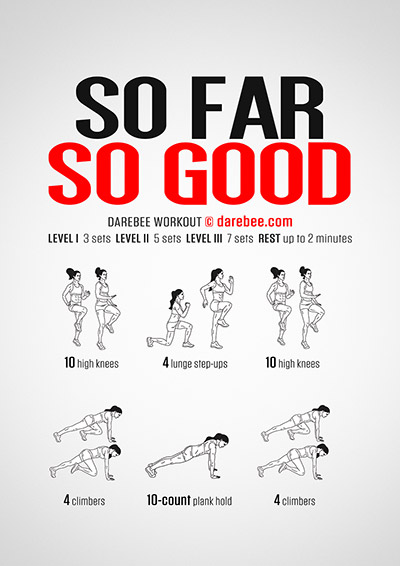 SO FAR
SO GOOD
DAREBEE WORKOUT © darebee.com
LEVEL I 3 sets LEVEL II 5 sets LEVEL III 7 sets REST up to 2 minutes
10 high knees
4 lunge step-ups
10 high knees
4 climbers
10-count plank hold
4 climbers